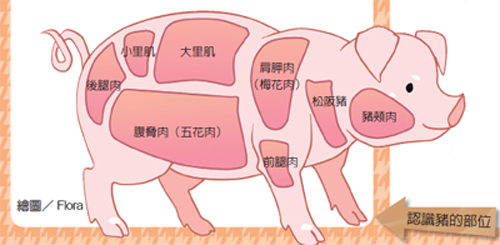 小里肌
大里肌
後腿肉
肩胛肉
(梅花肉)
松阪豬
豬頰肉
腹脅肉(五花肉)
前腿肉
繪圖／Flora
認識豬的部位